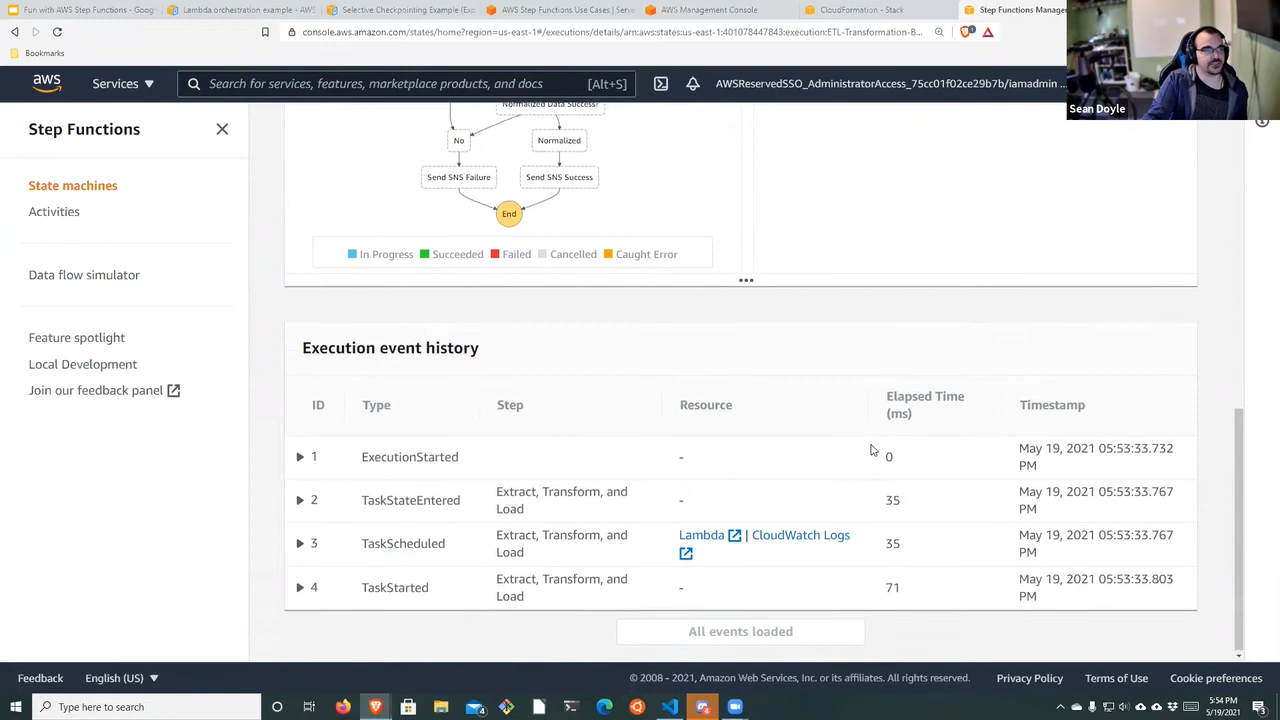 Fun with AWS Step Functions - Googl
Lambda orchestration example - AWS
Selective Checkpointing Example (Ex
AWS Step Functions Use Cases | Serve
AWS Management Console
CloudFormation - Stack
Step Functions Manage
console.aws.amazon.com/states/home?region=us-east-1#/executions/details/arn:aws:states:us-east-1:401078447843:execution:ETL-Transformation-B...
Bookmarks
aws
Services
Search for services, features, marketplace products, and docs
[Alt+S]
AWSReservedSSO_AdministratorAccess_75cc01f02ce29b7b/iamadmin ...
Sean Doyle
Step Functions
State machines
Activities
Data flow simulator
Feature spotlight
Local Development
Join our feedback panel
Normalized Data Success?
No
Normalized
Send SNS Failure
Send SNS Success
End
In Progress
Succeeded
Failed
Cancelled
Caught Error
Execution event history
ID
Type
Step
Resource
Elapsed Time
(ms)
Timestamp
1
ExecutionStarted
-
0
May 19, 2021 05:53:33.732
PM
2
TaskStateEntered
Extract, Transform, and
Load
-
35
May 19, 2021 05:53:33.767
PM
3
TaskScheduled
Extract, Transform, and
Load
Lambda | CloudWatch Logs
35
May 19, 2021 05:53:33.767
PM
4
TaskStarted
Extract, Transform, and
Load
-
71
May 19, 2021 05:53:33.803
PM
All events loaded
Feedback
English (US)
© 2008 - 2021, Amazon Web Services, Inc. or its affiliates. All rights reserved.
Privacy Policy
Terms of Use
Cookie preferences
Type here to search
5:54 PM
5/19/2021